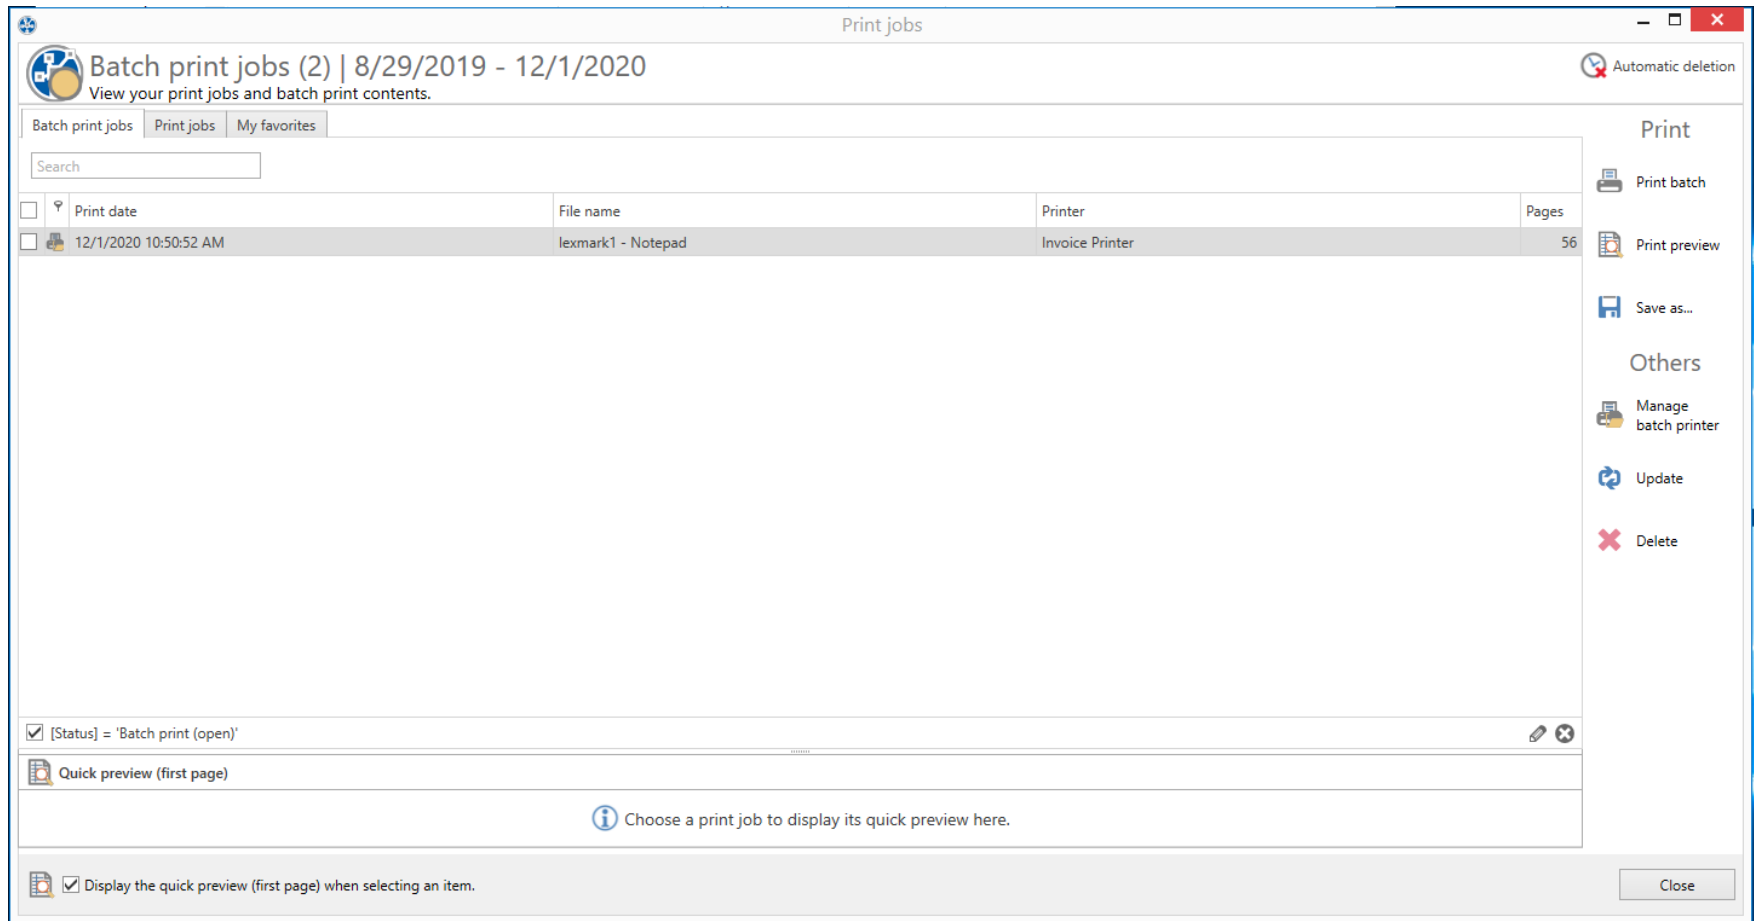 Print jobs
Batch print jobs (2) | 8/29/2019 - 12/1/2020
View your print jobs and batch print contents.
Automatic deletion
Batch print jobs Print jobs My favorites
Search
Print date File name Printer Pages
12/1/2020 10:50:52 AM lexmark1 - Notepad Invoice Printer 56
Print
Print batch
Print preview
Save as...
Others
Manage
batch printer
Update
Delete
[Status] = 'Batch print (open)'
Quick preview (first page)
Choose a print job to display its quick preview here.
Display the quick preview (first page) when selecting an item.
Close